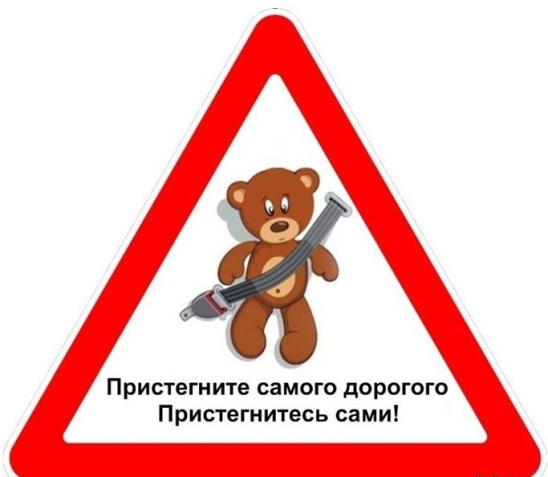 Пристегните самого дорогого
Пристегнитесь сами!